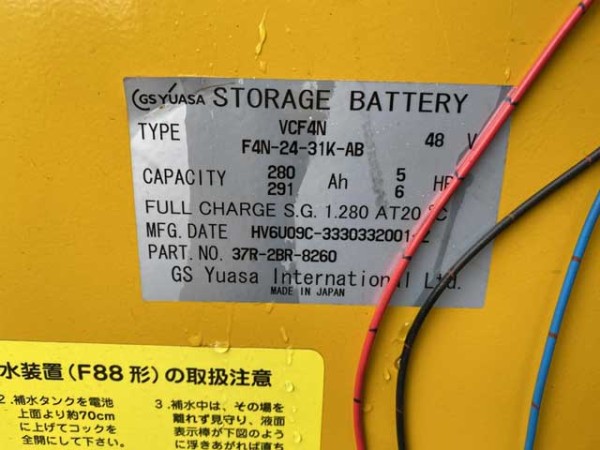 GS YUASA STORAGE BATTERY
TYPE VCF4N 48 V
F4N-24-31K-AB
CAPACITY 280 Ah 5
291 6
FULL CHARGE S.G. 1.280 AT20 C
MFG. DATE HV6U09C-3330332001-
PART. NO. 37R-2BR-8260
GS Yuasa International Ltd.
MADE IN JAPAN
水装置(F88形)の取扱注意
2.補水タンクを電池
上面より約70cm
に上げてコックを
全開にして下さい。
3.補水中は、その場を
離れず見守り、液面
表示棒が下図のよう
に浮きあがれば直ち